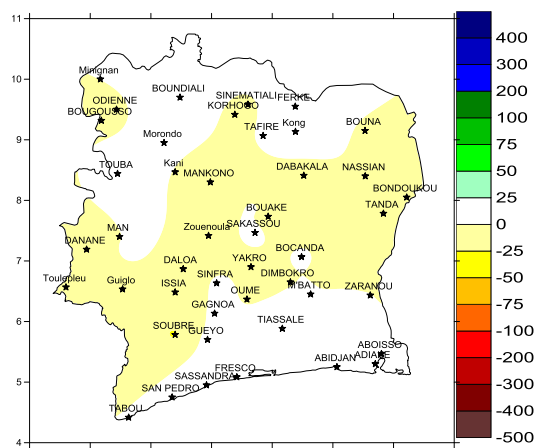 11
Minignan
10
BOUNDIALI
ODIENNE
SINEMATIALI
FERKE
BOUGOUSSO
KORHOGO
TAFIRE
Kong
BOUNA
9
Morondo
TOUBA
Kani
MANKONO
DABAKALA
NASSIAN
8
BONDOUKOU
TANDA
BOUAKE
MAN
Zouenoula
SAKASSOU
DANANE
BOCANDA
7
DALOA
YAKRO
Toulepleu
Guiglo
ISSIA
SINFRA
DIMBOKRO
M'BATTO
ZARANOU
OUME
GAGNOA
6
SOUBRE
GUEYO
TIASSALE
ABOISSO
ABIDJAN
ADIAKE
5
SASSANDRA
FRESCO
SAN PEDRO
TABOU
4
400
300
200
100
75
50
25
0
-25
-50
-75
-100
-200
-300
-400
-500